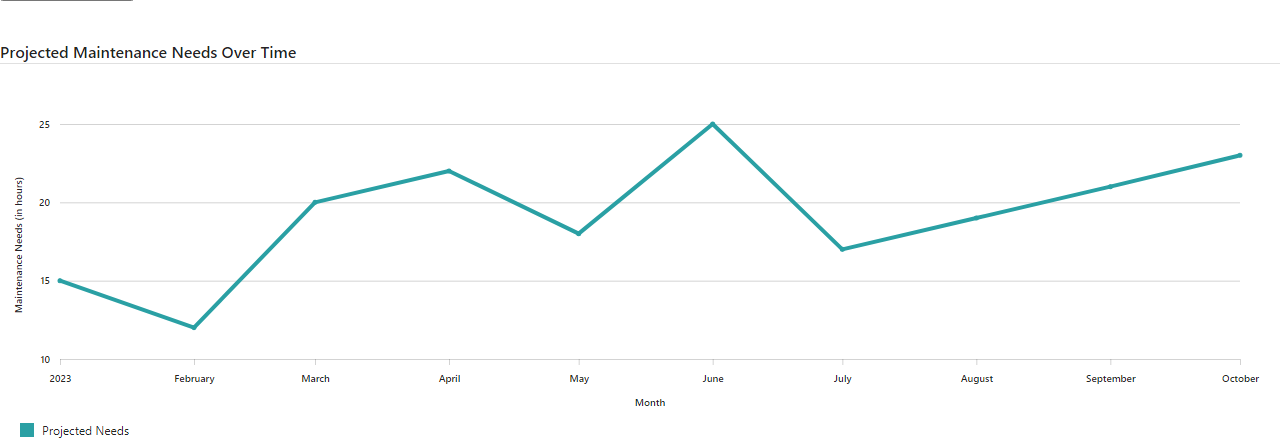 Projected Maintenance Needs Over Time
Maintenance Needs (in hours)
25
20
15
10
2023 February March April May June July August September October
Month
Projected Needs